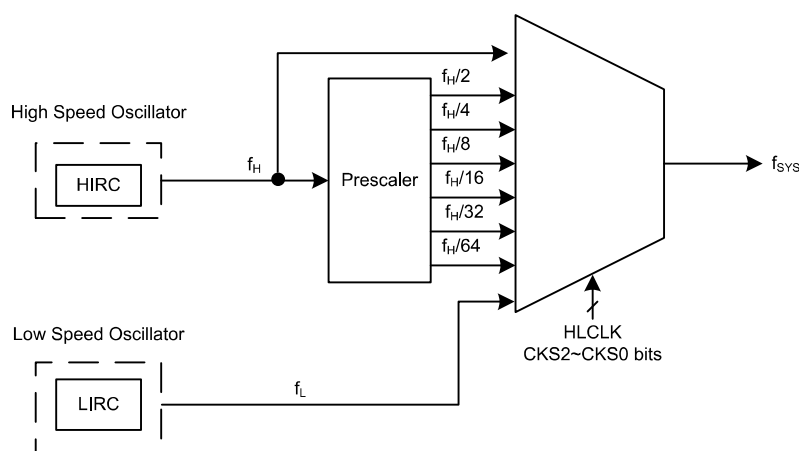 High Speed Oscillator
HIRC
fH
Prescaler
fH/2
fH/4
fH/8
fH/16
fH/32
fH/64
fSYS
HLCLK
CKS2~CKS0 bits
Low Speed Oscillator
LIRC
fL